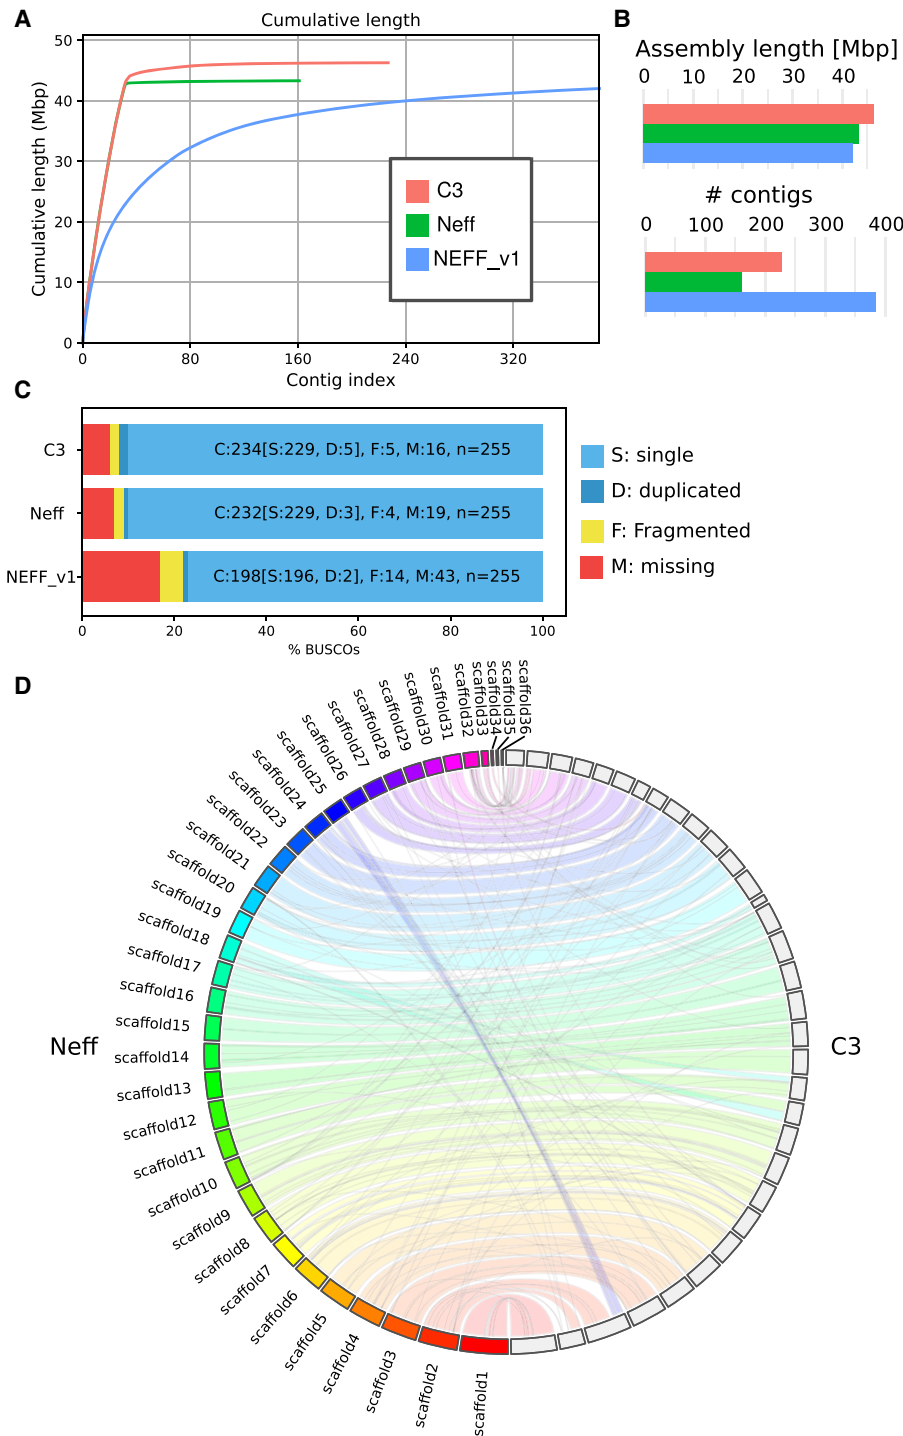 A
Cumulative length
50
40
30
20
10
0
Cumulative length (Mbp)
0 80 160 240 320
Contig index
C3
Neff
NEFF_v1
B
Assembly length [Mbp]
0 10 20 30 40
# contigs
0 100 200 300 400
C
C3
C:234[S:229, D:5], F:5, M:16, n=255
Neff
C:232[S:229, D:3], F:4, M:19, n=255
NEFF_v1
C:198[S:196, D:2], F:14, M:43, n=255
0 20 40 60 80 100
% BUSCOs
S: single
D: duplicated
F: Fragmented
M: missing
D
scaffold36
scaffold35
scaffold34
scaffold33
scaffold32
scaffold31
scaffold30
scaffold29
scaffold28
scaffold27
scaffold26
scaffold25
scaffold24
scaffold23
scaffold22
scaffold21
scaffold20
scaffold19
scaffold18
scaffold17
scaffold16
scaffold15
scaffold14
scaffold13
scaffold12
scaffold11
scaffold10
scaffold9
scaffold8
scaffold7
scaffold6
scaffold5
scaffold4
scaffold3
scaffold2
scaffold1
Neff
C3